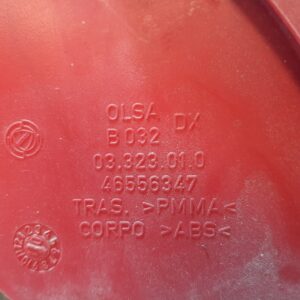 OLSA DX
B 032
03.323.01.0
46556347
TRAS. >PMMA<
CORPO >ABS<